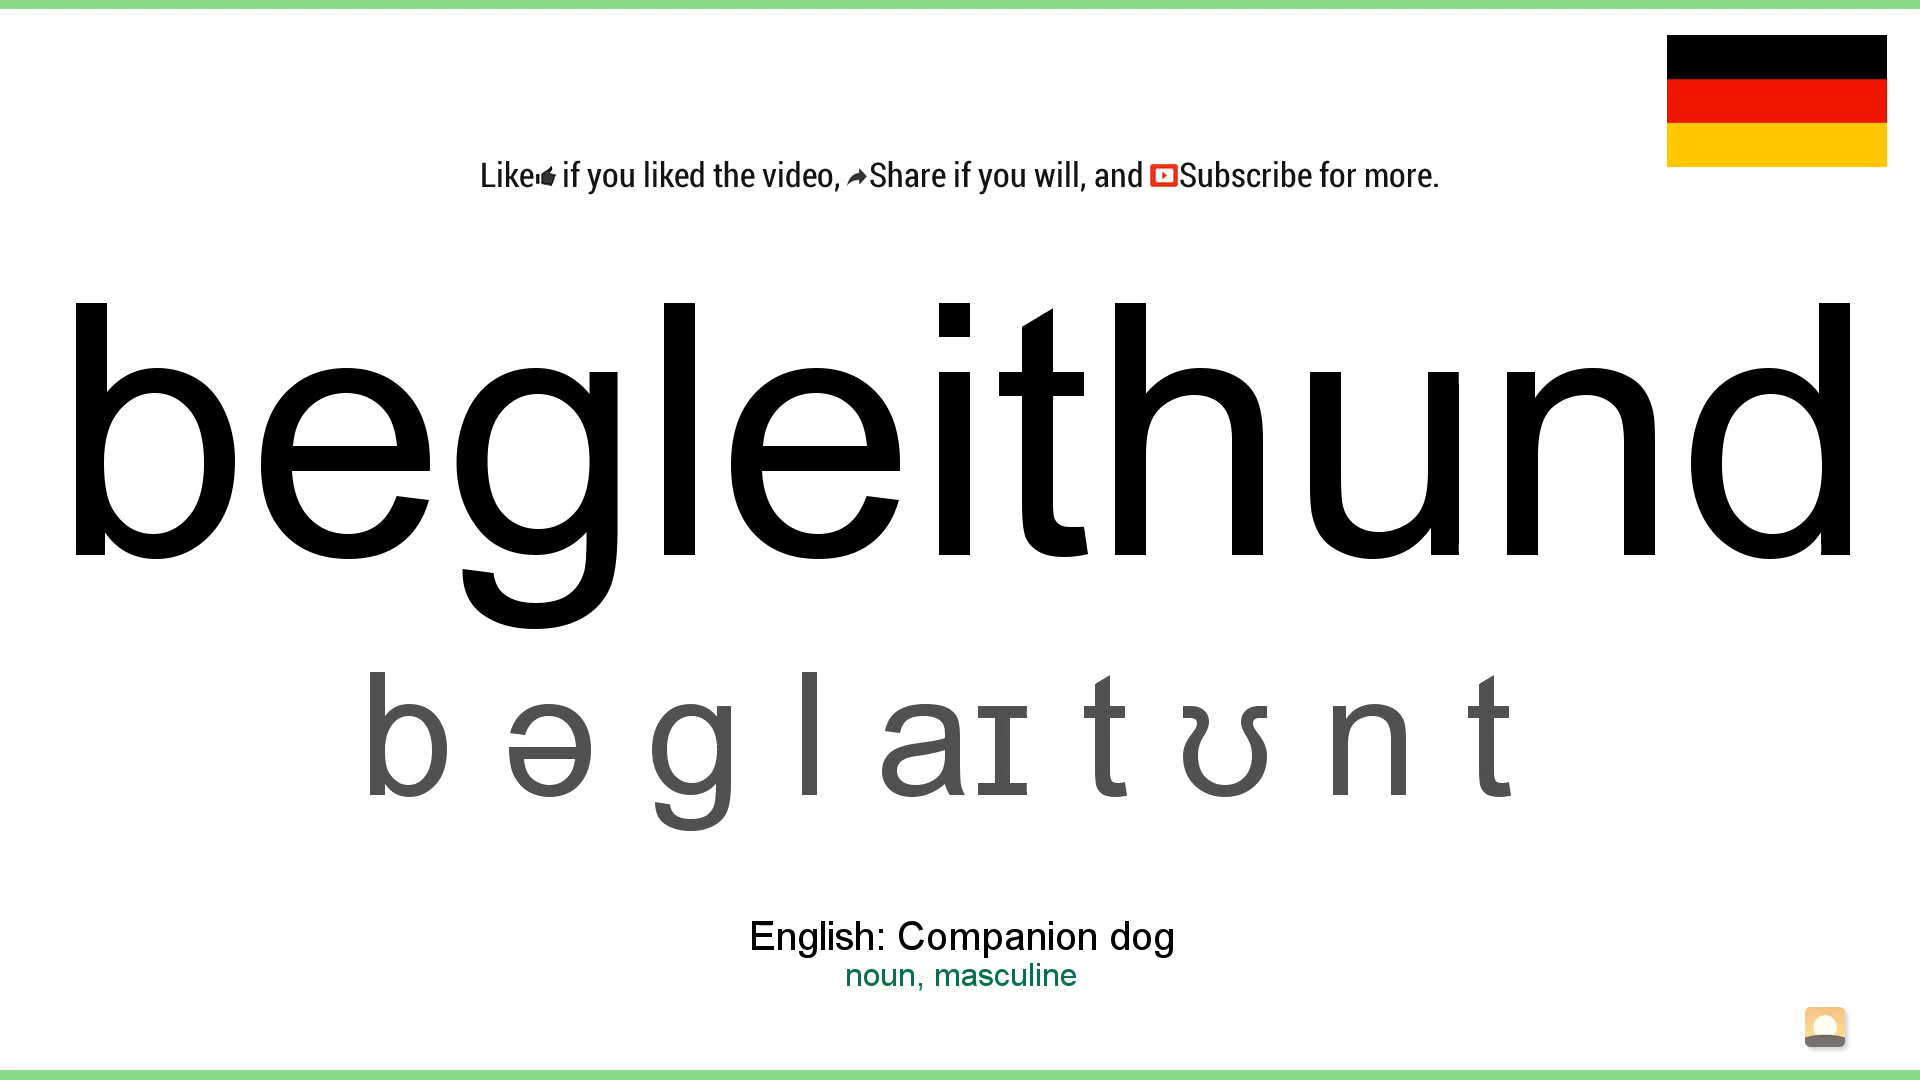 Like if you liked the video, Share if you will, and Subscribe for more.
begleithund
b ə g l aɪ t ʊ n t
English: Companion dog
noun, masculine